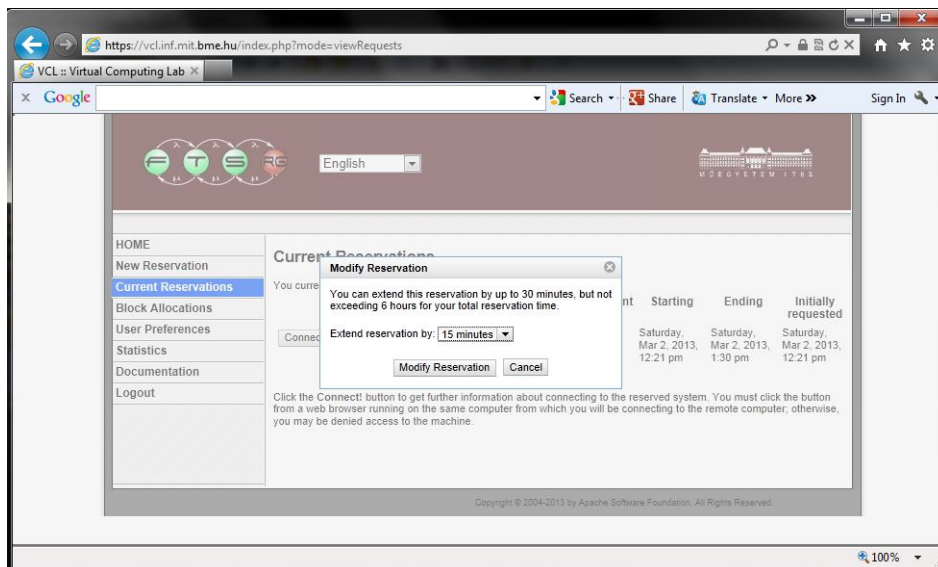 https://vcl.inf.mit.bme.hu/index.php?mode=viewRequests
VCL :: Virtual Computing Lab
x Google Search Share Translate More >> Sign In
FTSRG
English
MŰEGYETEM 1782
HOME
New Reservation
Current Reservations
Block Allocations
User Preferences
Statistics
Documentation
Logout
Current Reservations
You curre
Connec
nt Starting Ending Initially
requested
Saturday, Saturday, Saturday,
Mar 2, 2013, Mar 2, 2013, Mar 2, 2013,
12:21 pm 1:30 pm 12:21 pm
Modify Reservation
You can extend this reservation by up to 30 minutes, but not
exceeding 6 hours for your total reservation time.
Extend reservation by: 15 minutes
Modify Reservation Cancel
Click the Connect! button to get further information about connecting to the reserved system. You must click the button
from a web browser running on the same computer from which you will be connecting to the remote computer; otherwise,
you may be denied access to the machine.
Copyright © 2004-2013 by Apache Software Foundation. All Rights Reserved.
100%